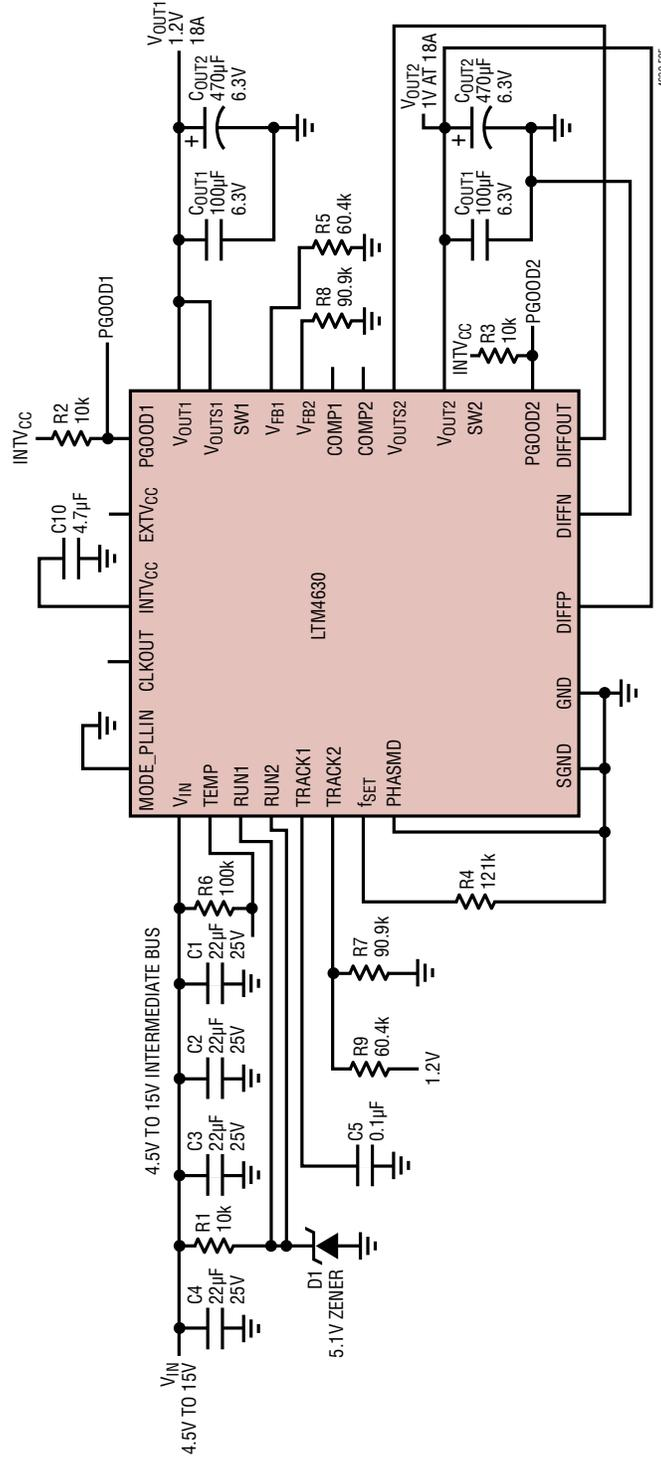 INTVCC
R2
10k
PGOOD1
C10
4.7µF
4.5V TO 15V INTERMEDIATE BUS
VIN
4.5V TO 15V
C4
22µF
25V
R1
10k
C3
22µF
25V
C2
22µF
25V
C1
22µF
25V
R6
100k
D1
5.1V ZENER
C5
0.1µF
R9
60.4k
1.2V
R7
90.9k
R4
121k
MODE_PLLIN
CLKOUT
INTVCC
EXTVCC
PGOOD1
VIN
TEMP
RUN1
RUN2
TRACK1
TRACK2
fSET
PHASMD
LTM4630
VOUT1
VOUTS1
SW1
VFB1
VFB2
COMP1
COMP2
VOUTS2
VOUT2
SW2
PGOOD2
SGND
GND
DIFFP
DIFFN
DIFFOUT
VOUT1
1.2V
18A
COUT1
100µF
6.3V
COUT2
470µF
6.3V
+
R5
60.4k
R8
90.9k
VOUT2
1V AT 18A
COUT1
100µF
6.3V
COUT2
470µF
6.3V
+
INTVCC
R3
10k
PGOOD2